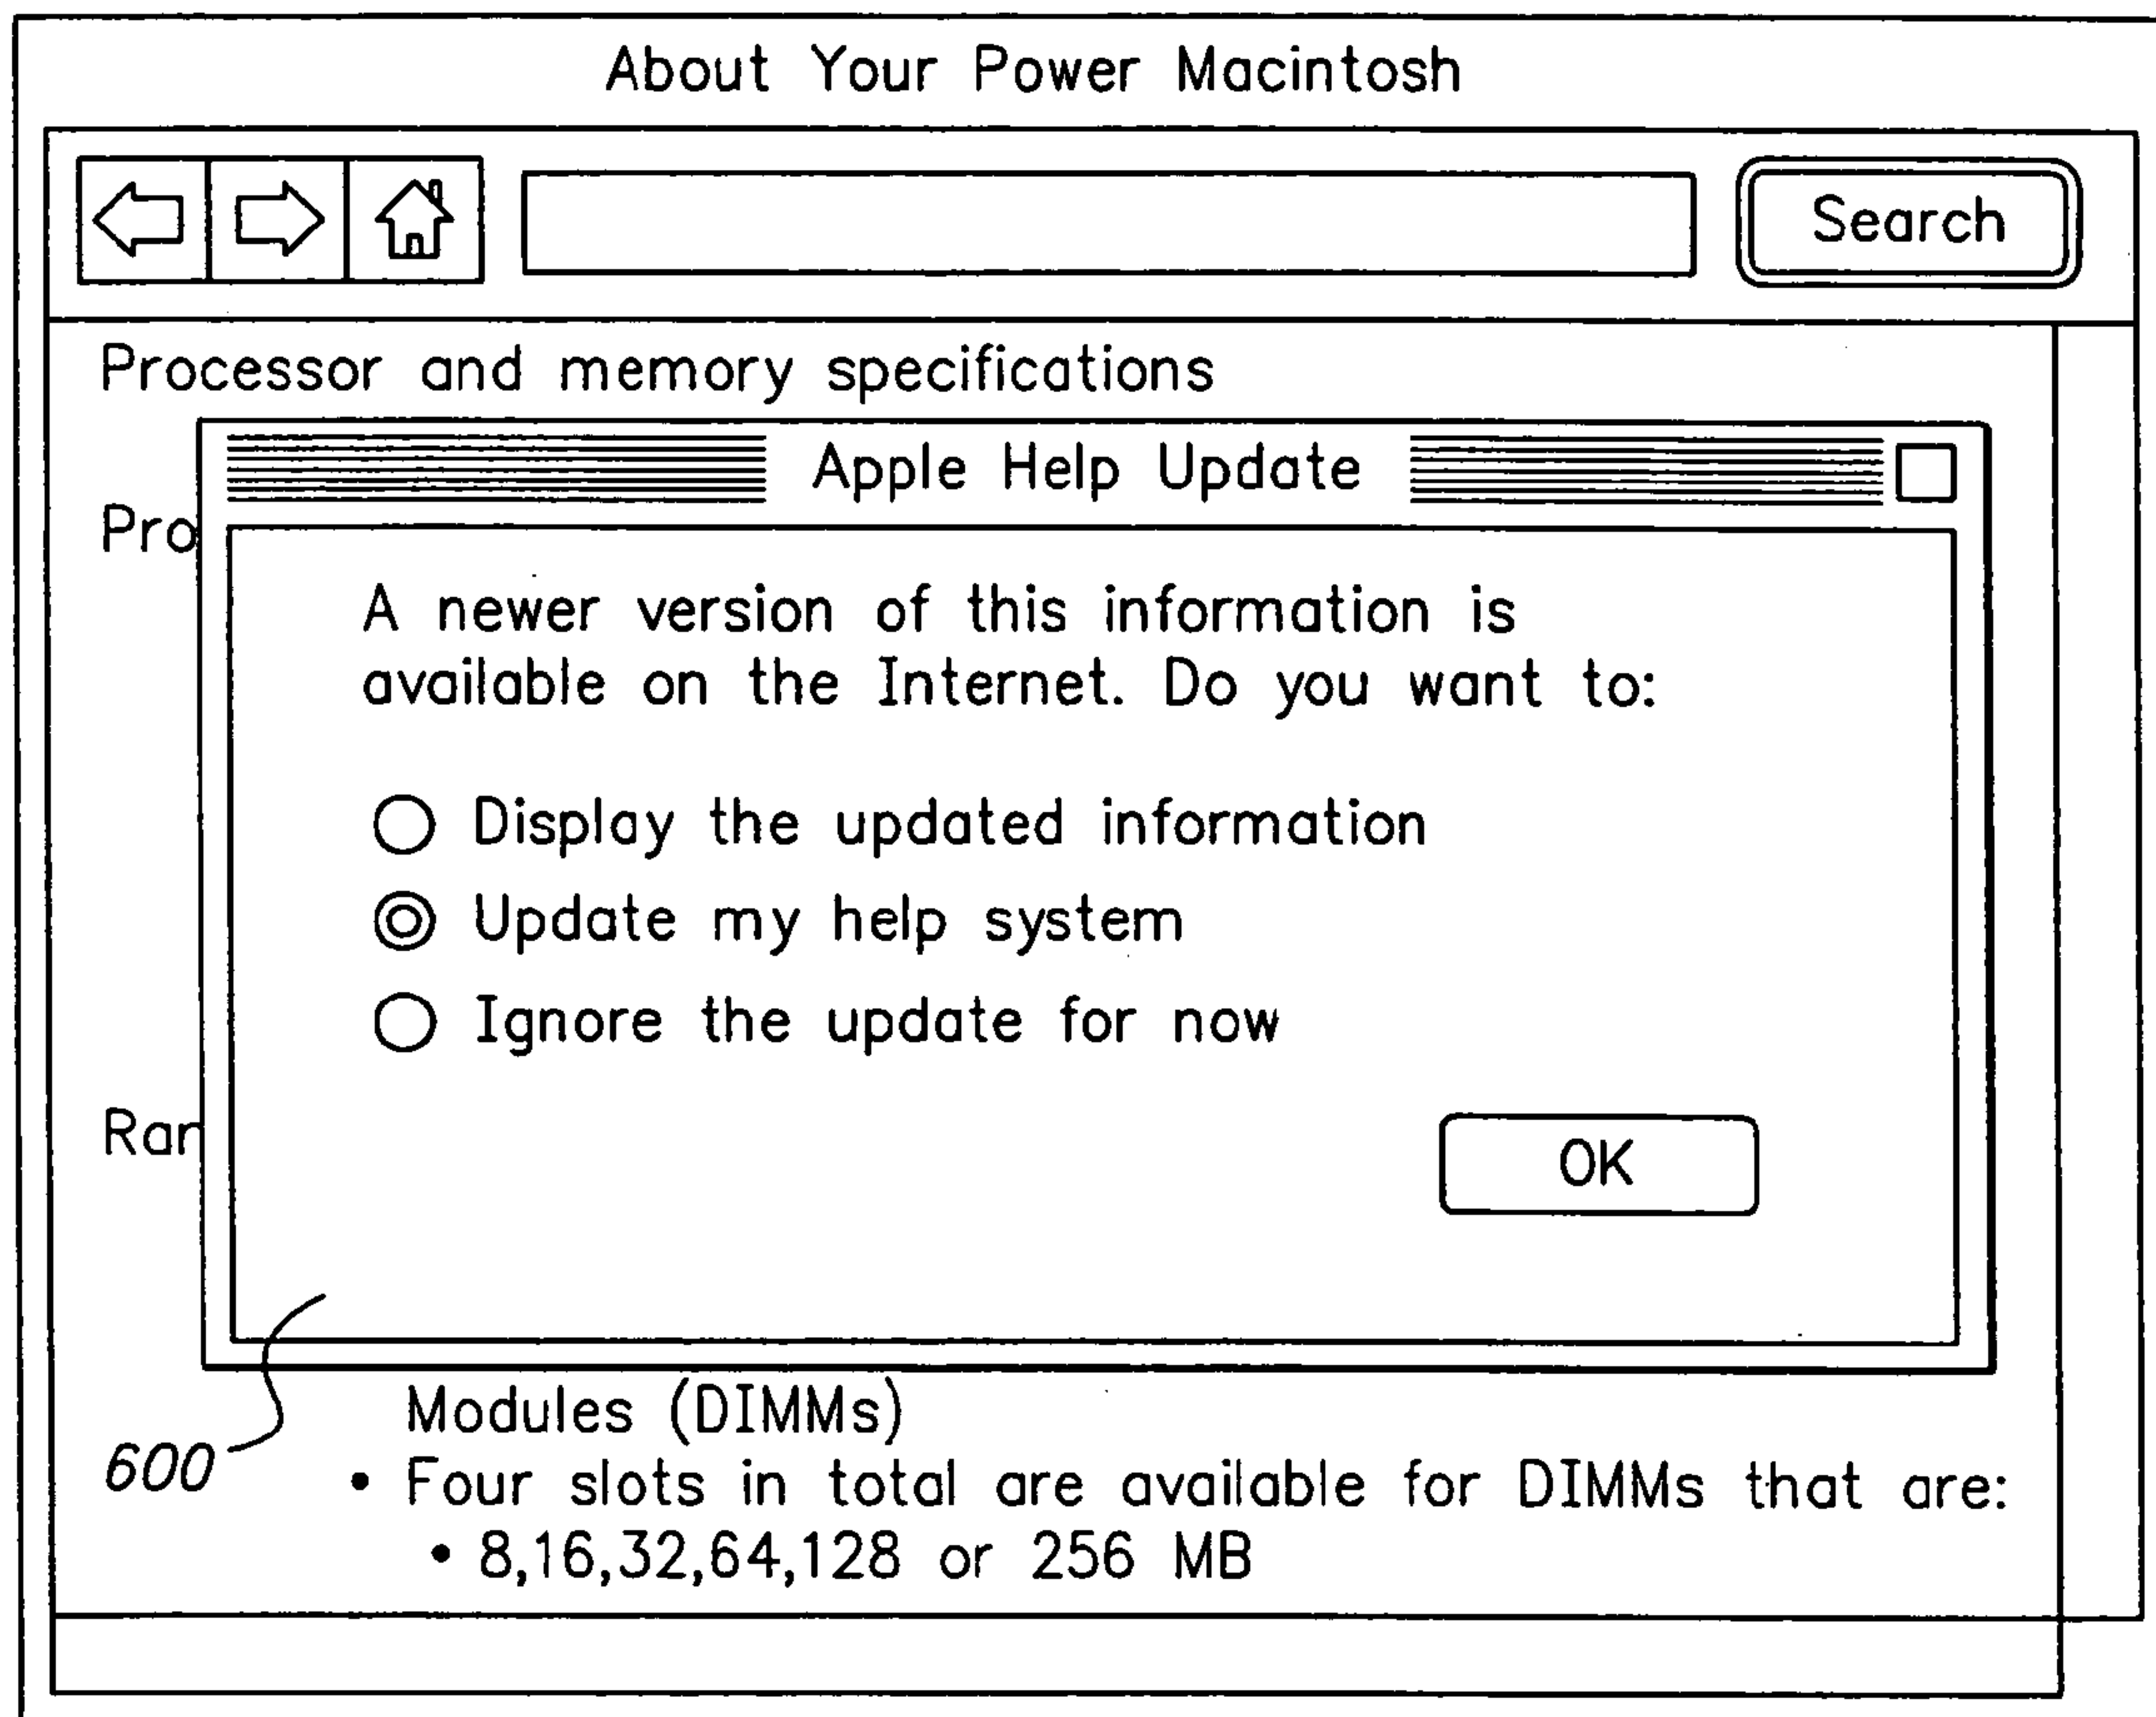 About Your Power Macintosh
Search
Processor and memory specifications
Apple Help Update
Pro
A newer version of this information is
available on the Internet. Do you want to:
Display the updated information
Update my help system
Ignore the update for now
Ran
OK
Modules (DIMMs)
600
• Four slots in total are available for DIMMs that are:
• 8,16,32,64,128 or 256 MB